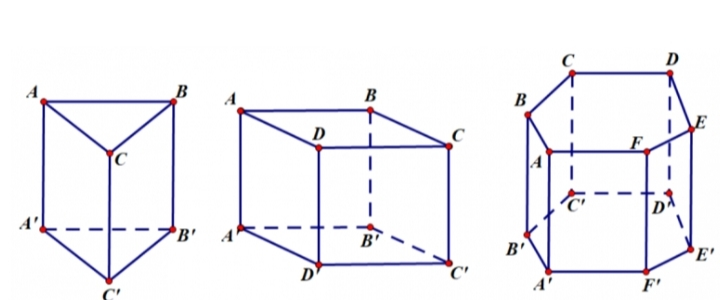 A B
C
A' B'
C'
A B
D C
A' B'
D' C'
C D
B E
A F
C' D'
B' E'
A' F'